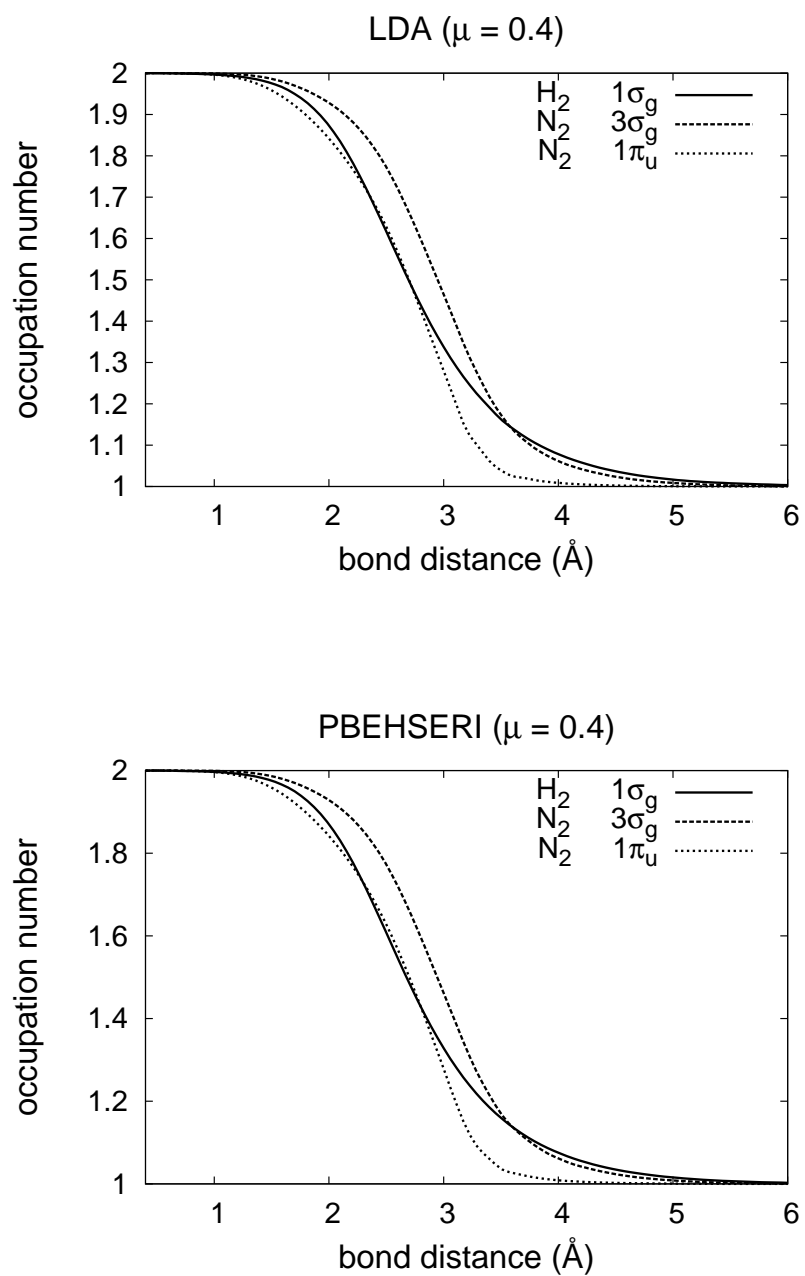 LDA (μ = 0.4)
2
1.9
1.8
1.7
1.6
1.5
1.4
1.3
1.2
1.1
1
occupation number
H₂ 1σg
N₂ 3σg
N₂ 1πu
1 2 3 4 5 6
bond distance (Å)
PBEHSERI (μ = 0.4)
2
1.8
1.6
1.4
1.2
1
occupation number
H₂ 1σg
N₂ 3σg
N₂ 1πu
1 2 3 4 5 6
bond distance (Å)